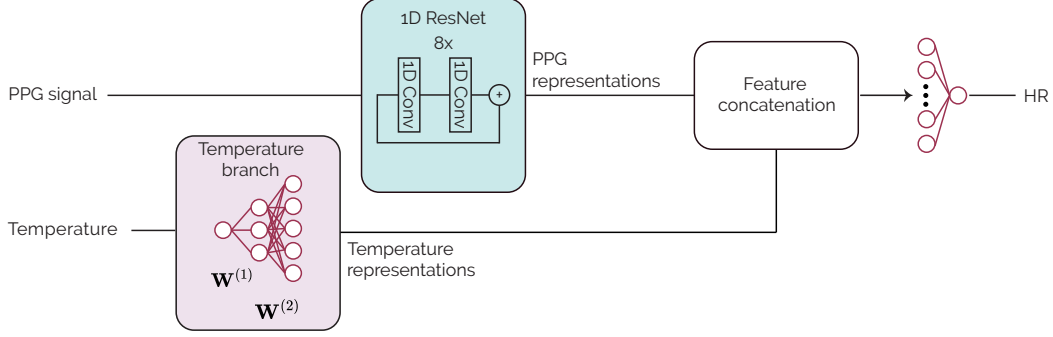 1D ResNet
8x
1D Conv
1D Conv
+
PPG signal
PPG
representations
Feature
concatenation
HR
Temperature
branch
Temperature
W(1)
W(2)
Temperature
representations